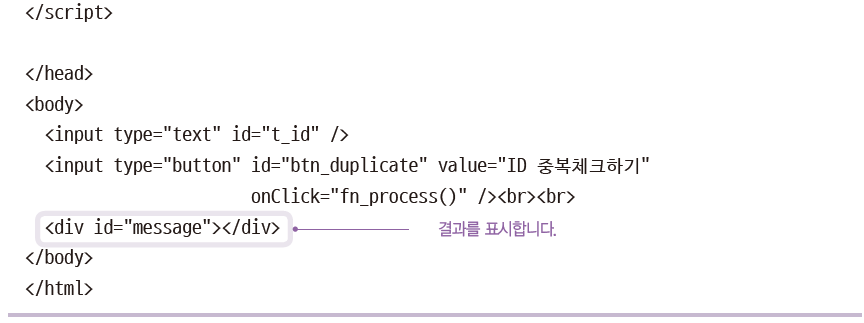 </script>
</head>
<body>
<input type="text" id="t_id" />
<input type="button" id="btn_duplicate" value="ID 중복체크하기"
onClick="fn_process()" /><br><br>
<div id="message"></div> 결과를 표시합니다.
</body>
</html>